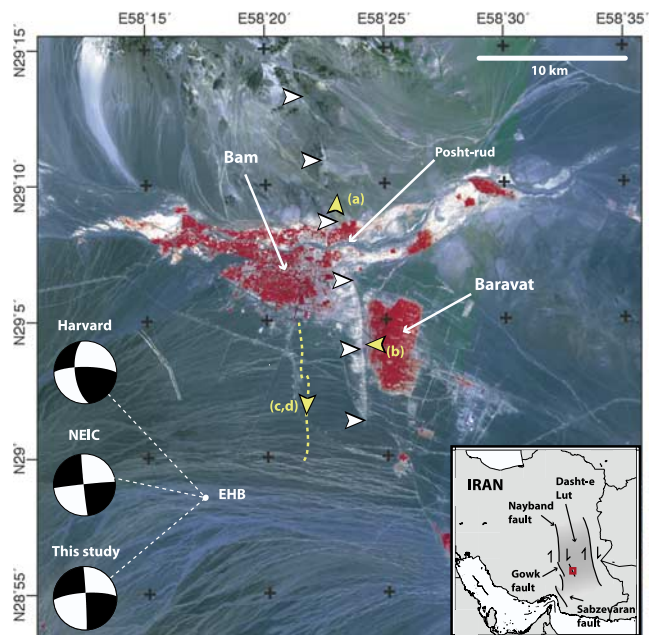 E58°15'
E58°20'
E58°25'
E58°30'
E58°35'
N29°15'
10 km
N29°10'
Bam
Posht-rud
(a)
N29°5'
Baravat
(b)
Harvard
(c,d)
NEIC
N29°
EHB
This study
N28°55'
IRAN
Dasht-e
Lut
Nayband
fault
Gowk
fault
Sabzevaran
fault